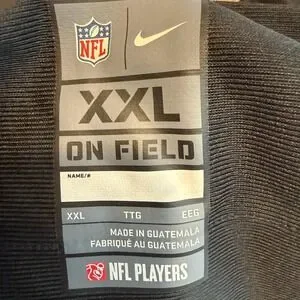 NFL
XXL
ON FIELD
NAME/#
XXL TTG EEG
MADE IN GUATEMALA
FABRIQUÉ AU GUATEMALA
NFL PLAYERS